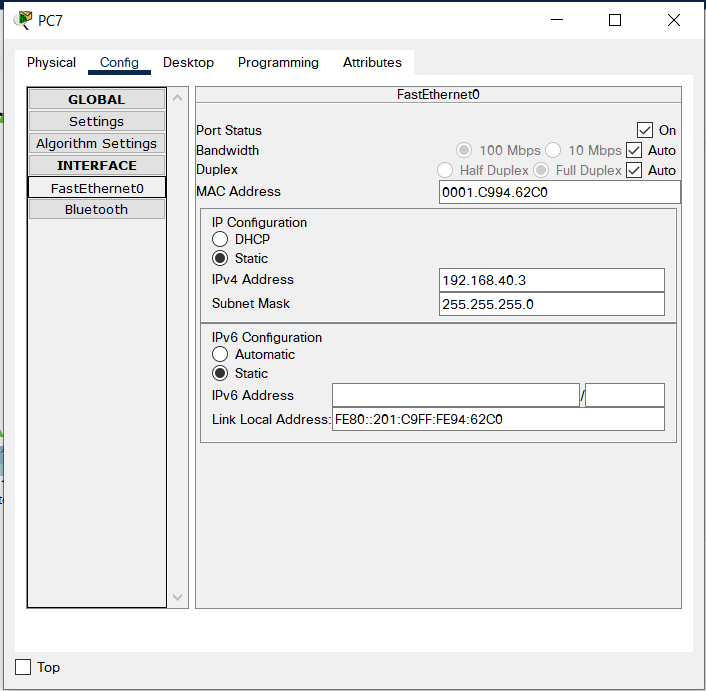 PC7
Physical Config Desktop Programming Attributes
GLOBAL
Settings
Algorithm Settings
INTERFACE
FastEthernet0
Bluetooth
FastEthernet0
Port Status On
Bandwidth 100 Mbps 10 Mbps Auto
Duplex Half Duplex Full Duplex Auto
MAC Address 0001.C994.62C0
IP Configuration
DHCP
Static
IPv4 Address 192.168.40.3
Subnet Mask 255.255.255.0
IPv6 Configuration
Automatic
Static
IPv6 Address /
Link Local Address: FE80::201:C9FF:FE94:62C0
Top